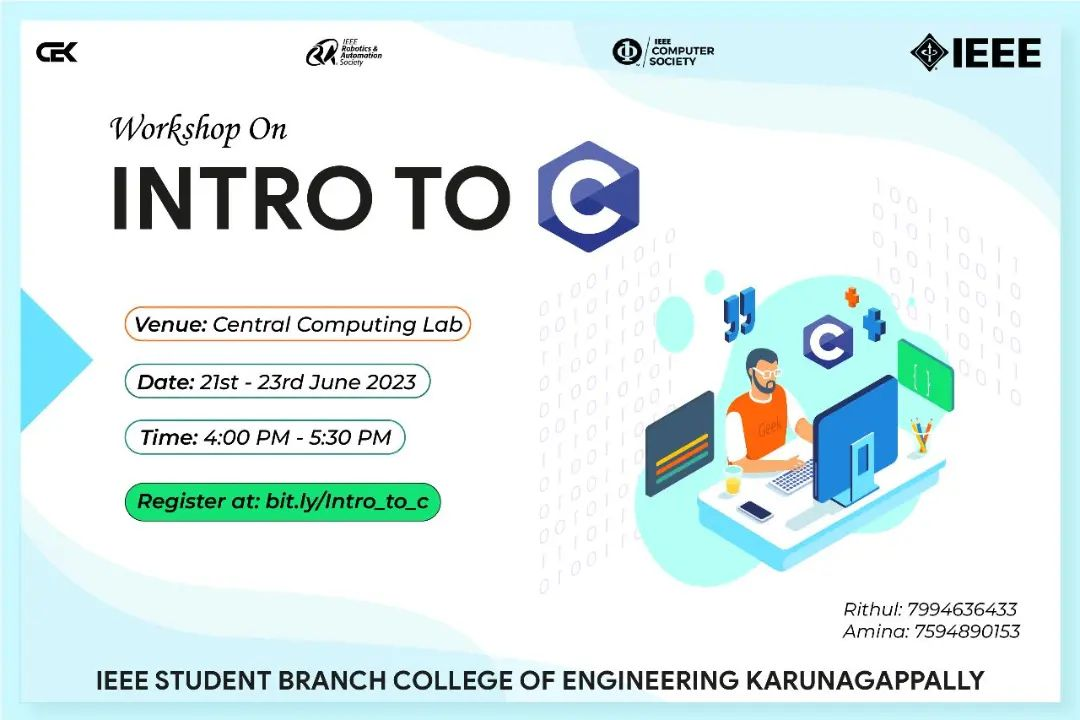 CEK
IEEE
Robotics &
Automation
Society
IEEE
COMPUTER
SOCIETY
IEEE
Workshop On
INTRO TO C
Venue: Central Computing Lab
Date: 21st - 23rd June 2023
Time: 4:00 PM - 5:30 PM
Register at: bit.ly/Intro_to_c
C
{ }
Geek
Rithul: 7994636433
Amina: 7594890153
IEEE STUDENT BRANCH COLLEGE OF ENGINEERING KARUNAGAPPALLY